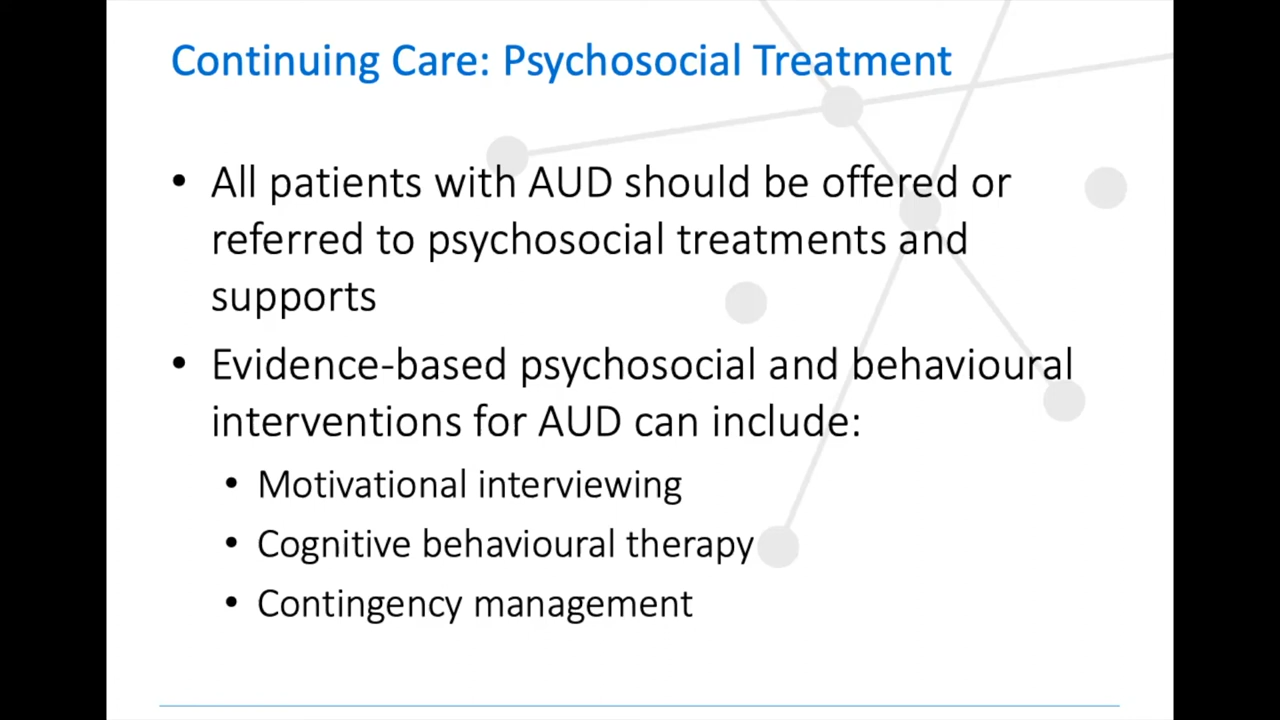 Continuing Care: Psychosocial Treatment
• All patients with AUD should be offered or
referred to psychosocial treatments and
supports
• Evidence-based psychosocial and behavioural
interventions for AUD can include:
• Motivational interviewing
• Cognitive behavioural therapy
• Contingency management